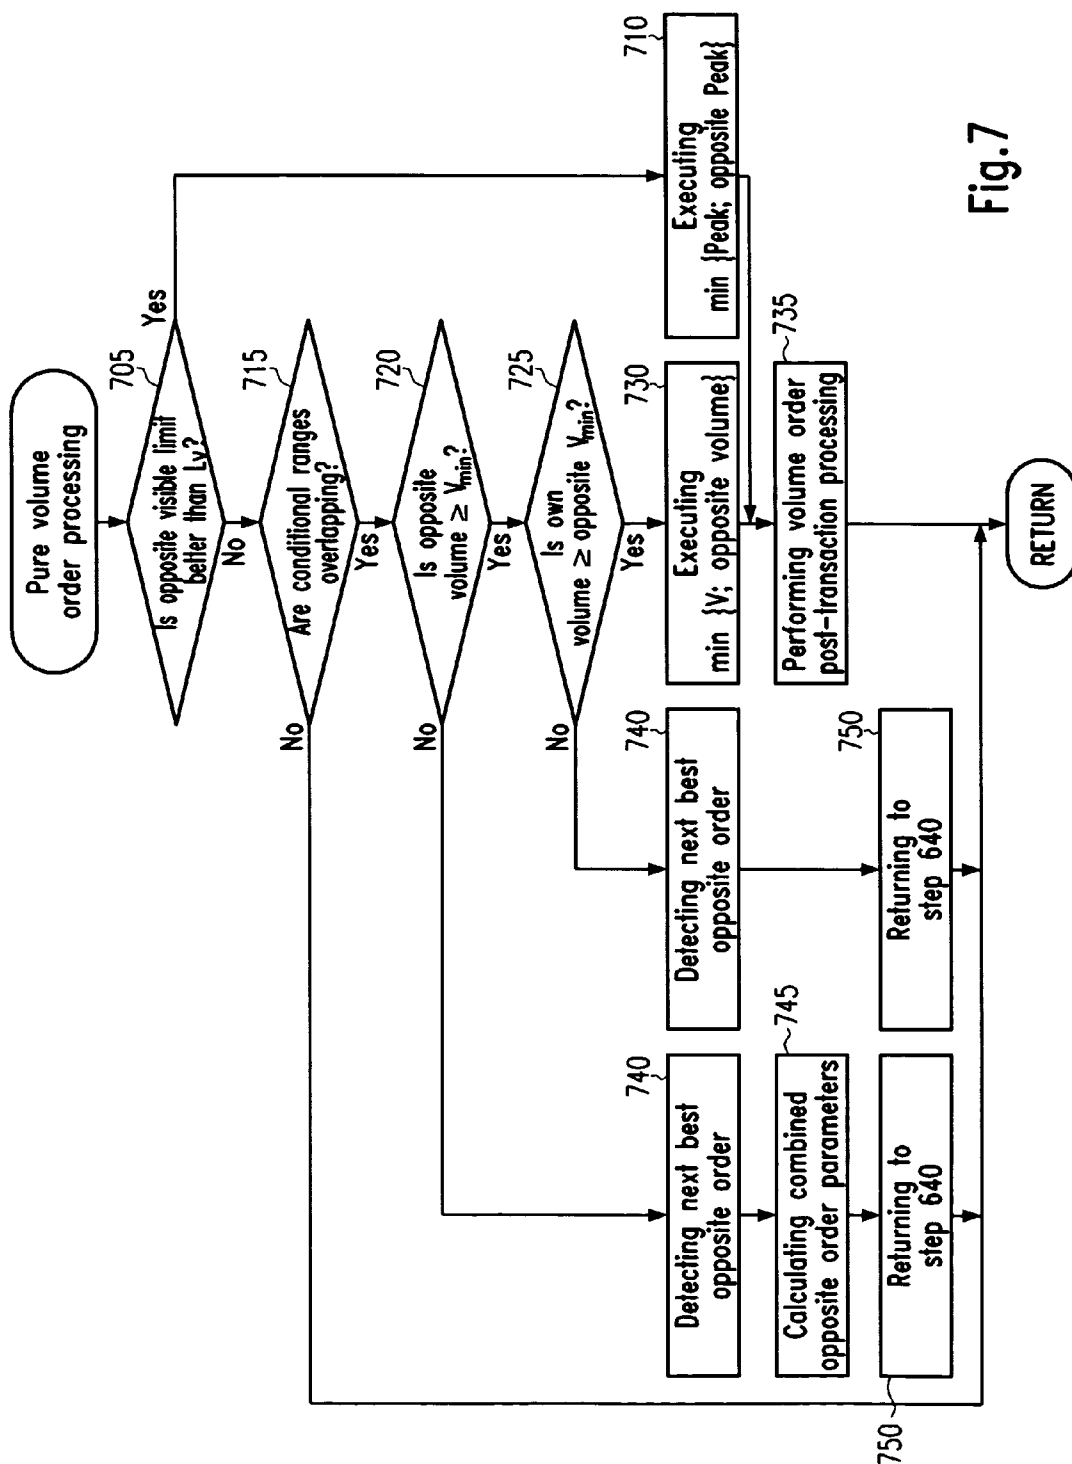 Pure volume
order processing
705
Is opposite visible limit
better than Lv?
Yes
No
715
Are conditional ranges
overlapping?
No
Yes
720
Is opposite
volume ≥ Vmin?
No
Yes
725
Is own
volume ≥ opposite Vmin?
No
Yes
740
Detecting next best
opposite order
740
Detecting next best
opposite order
730
Executing
min {V; opposite volume}
710
Executing
min {Peak; opposite Peak}
745
Calculating combined
opposite order parameters
735
Performing volume order
post-transaction processing
750
Returning to
step 640
750
Returning to
step 640
RETURN
Fig.7